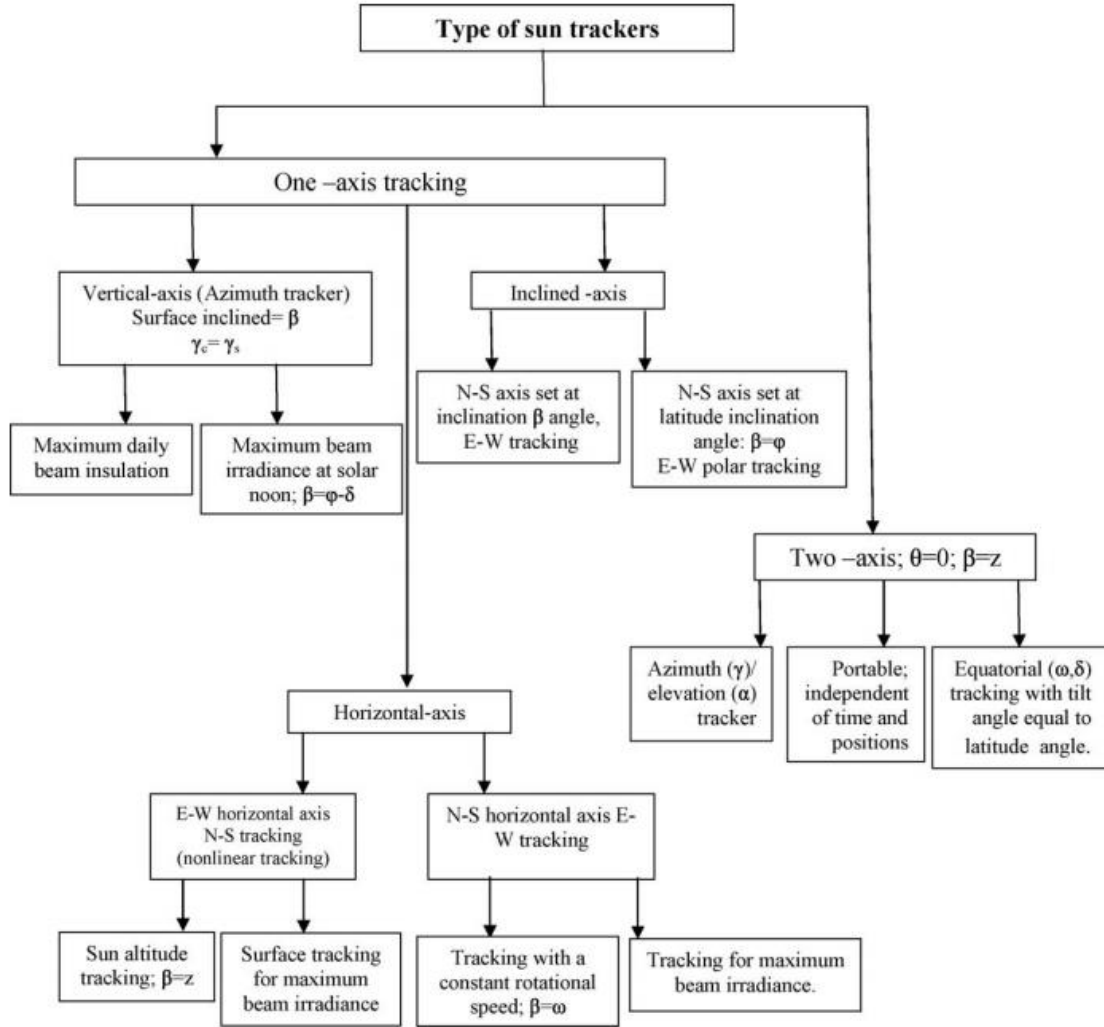 Type of sun trackers
One –axis tracking
Vertical-axis (Azimuth tracker)
Surface inclined= β
γc= γs
Inclined -axis
Maximum daily
beam insulation
Maximum beam
irradiance at solar
noon; β=φ-δ
N-S axis set at
inclination β angle,
E-W tracking
N-S axis set at
latitude inclination
angle: β=φ
E-W polar tracking
Two –axis; θ=0; β=z
Azimuth (γ)/
elevation (α)
tracker
Portable;
independent
of time and
positions
Equatorial (ω,δ)
tracking with tilt
angle equal to
latitude angle.
Horizontal-axis
E-W horizontal axis
N-S tracking
(nonlinear tracking)
N-S horizontal axis E-
W tracking
Sun altitude
tracking; β=z
Surface tracking
for maximum
beam irradiance
Tracking with a
constant rotational
speed; β=ω
Tracking for maximum
beam irradiance.